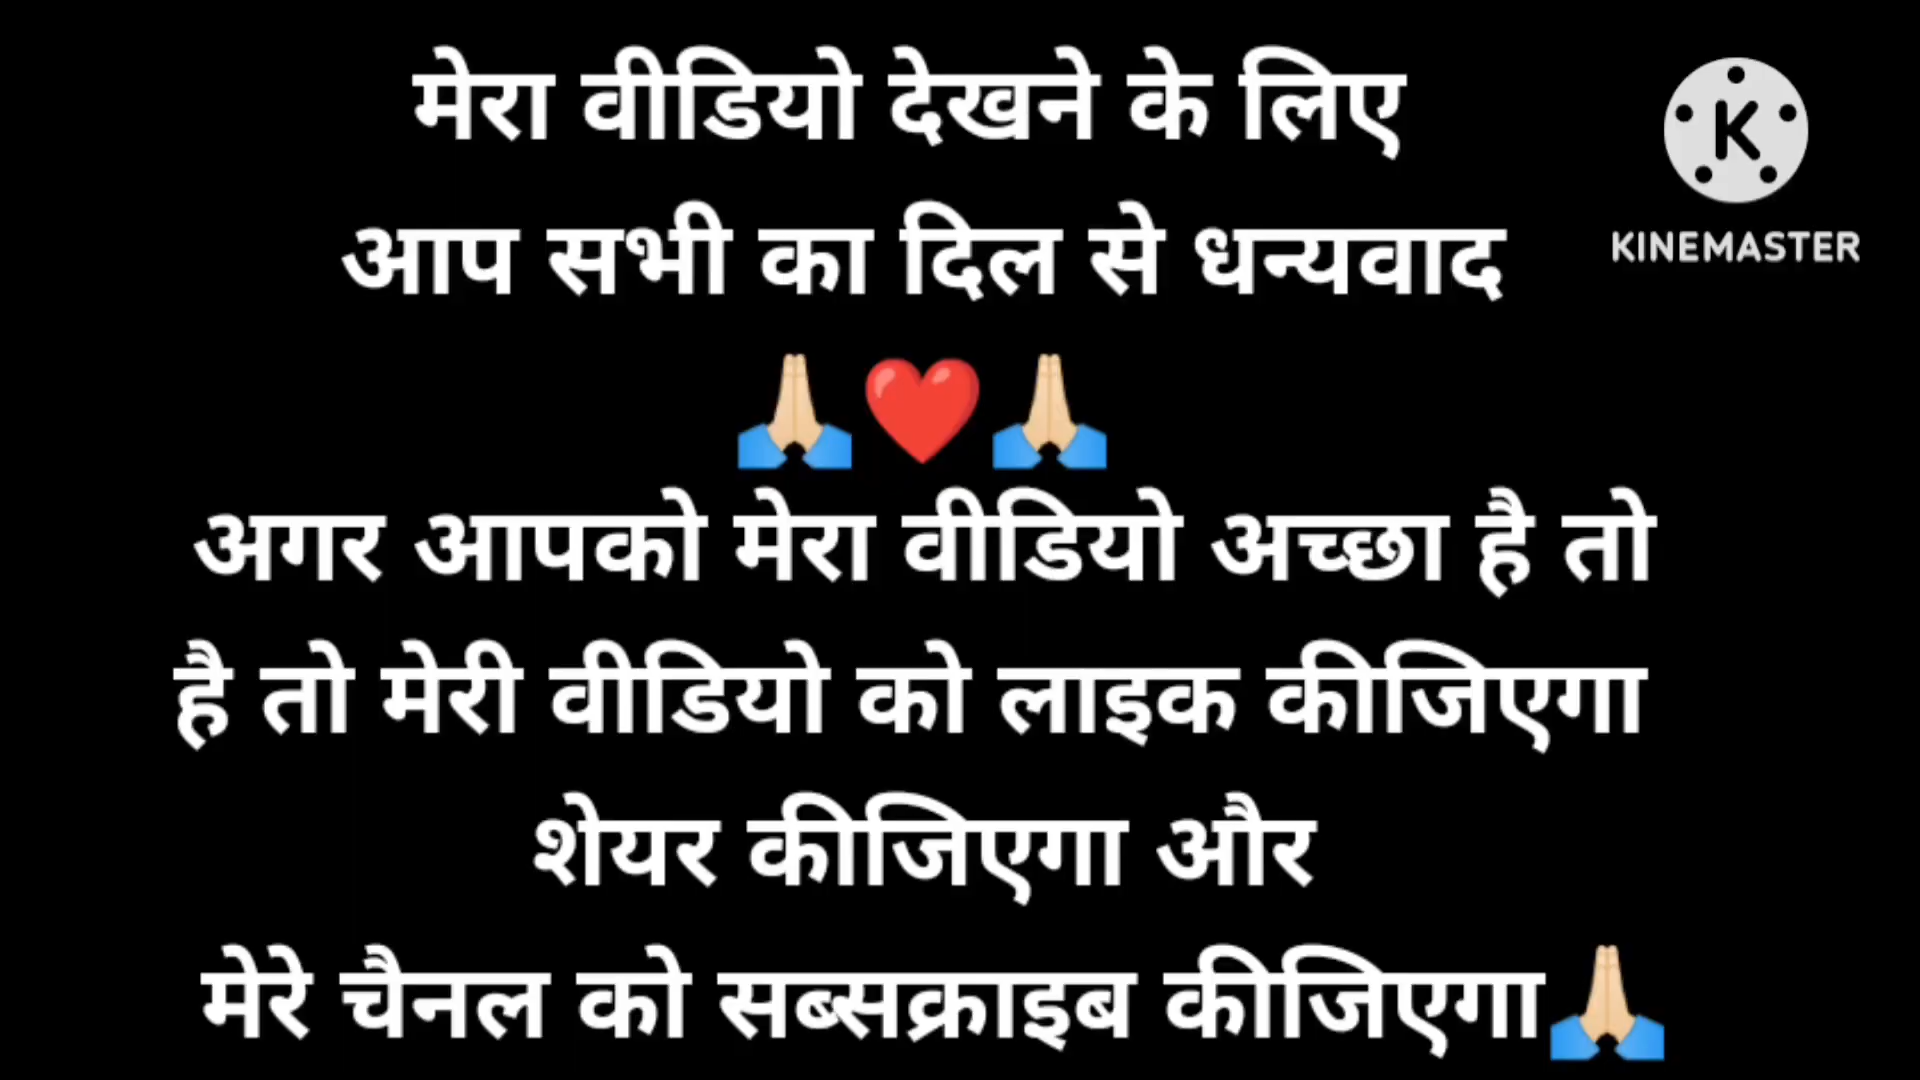 मेरा वीडियो देखने के लिए
आप सभी का दिल से धन्यवाद
🙏🏻❤️🙏🏻
अगर आपको मेरा वीडियो अच्छा है तो
है तो मेरी वीडियो को लाइक कीजिएगा
शेयर कीजिएगा और
मेरे चैनल को सब्सक्राइब कीजिएगा🙏🏻
K
KINEMASTER